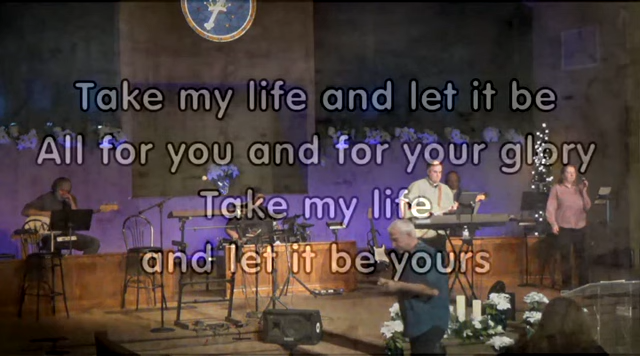 Take my life and let it be
All for you and for your glory
Take my life
and let it be yours